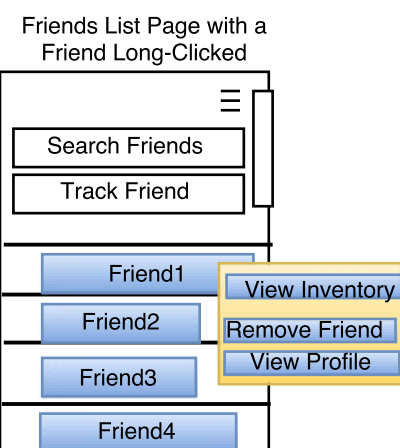 Friends List Page with a
Friend Long-Clicked
Search Friends
Track Friend
Friend1
View Inventory
Friend2
Remove Friend
View Profile
Friend3
Friend4